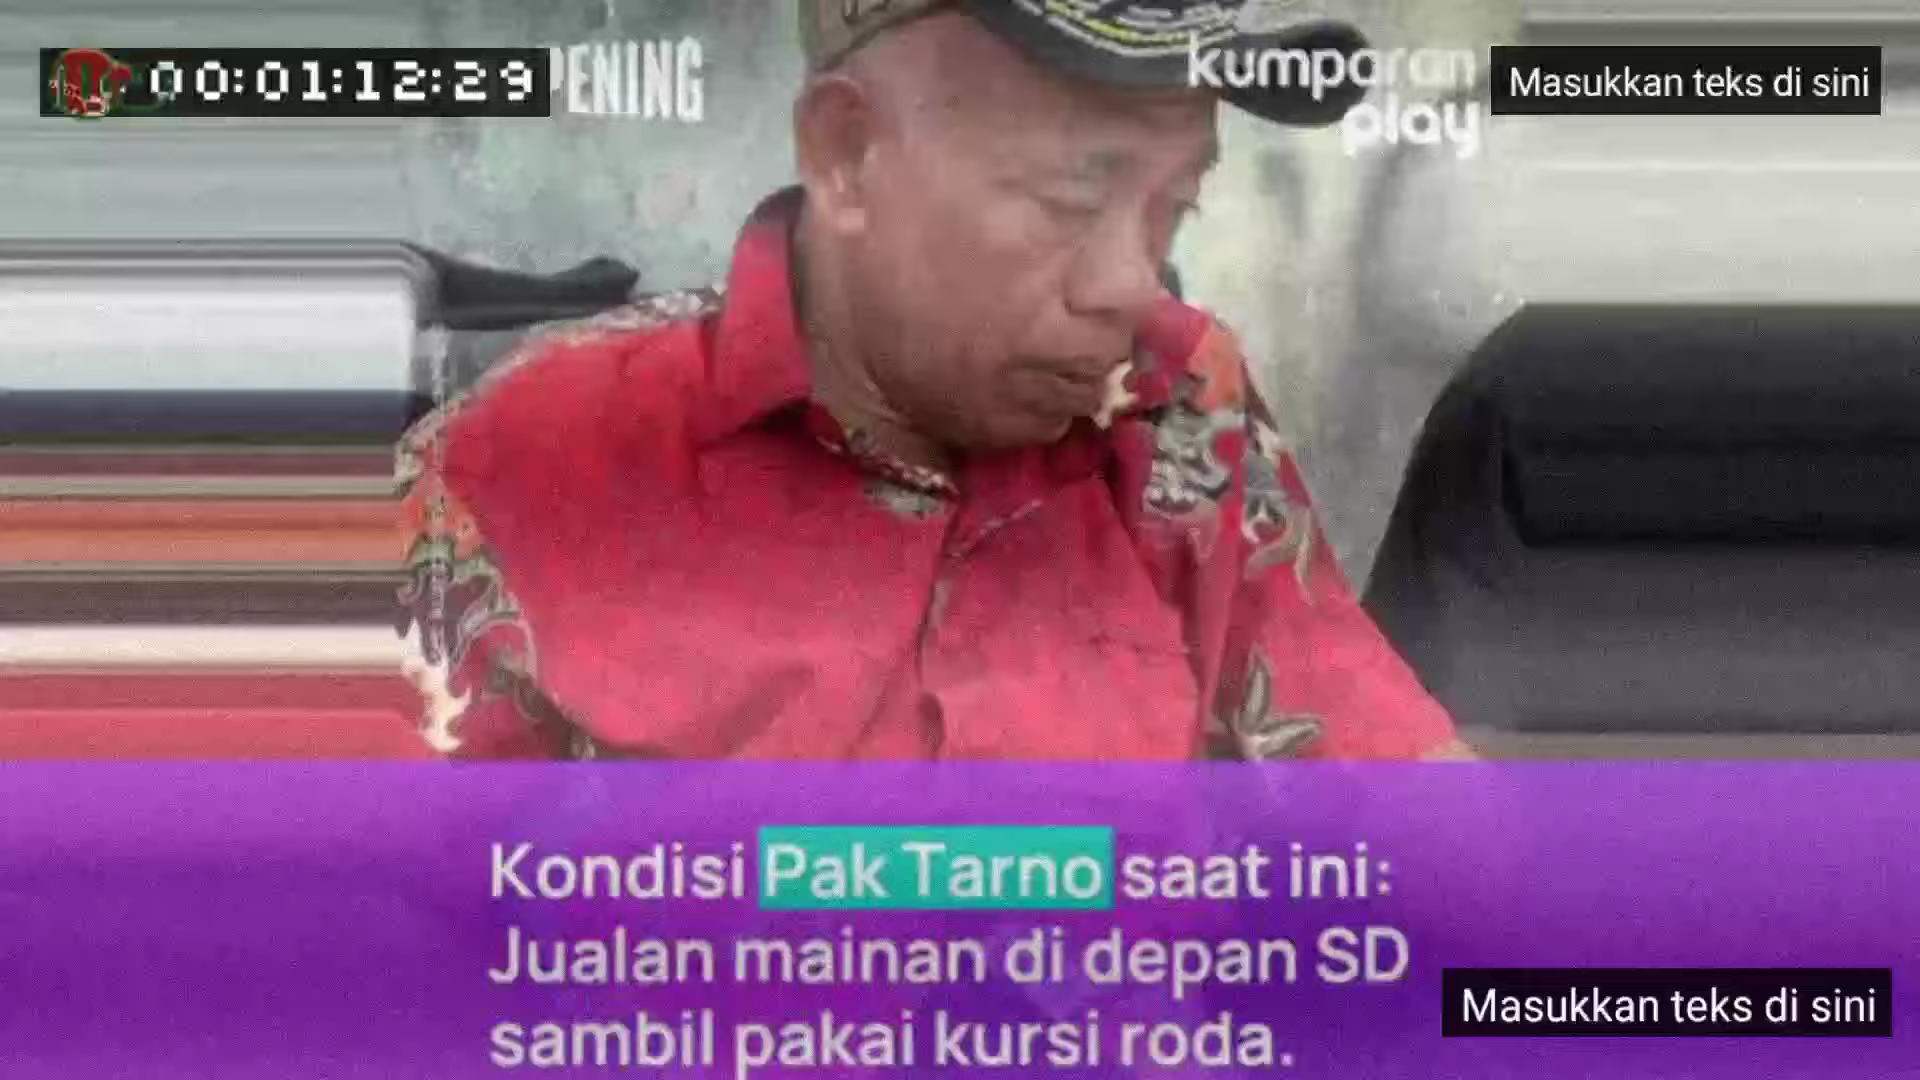 00:01:12:29
PENING
kumparan
play
Masukkan teks di sini
Kondisi Pak Tarno saat ini:
Jualan mainan di depan SD
sambil pakai kursi roda.
Masukkan teks di sini